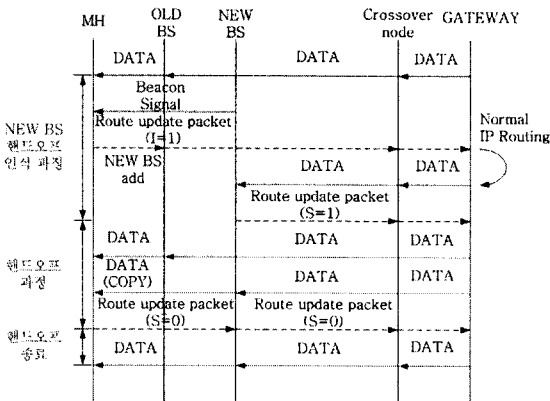 MH
OLD
BS
NEW
BS
Crossover
node
GATEWAY
DATA
DATA
DATA
Beacon
Signal
Route update packet
(I=1)
NEW BS
핸드오프
인식 과정
Normal
IP Routing
NEW BS
add
DATA
DATA
Route update packet
(S=1)
DATA
DATA
DATA
핸드오프
과정
DATA
(COPY)
DATA
DATA
Route update packet
(S=0)
Route update packet
(S=0)
핸드오프
종료
DATA
DATA
DATA